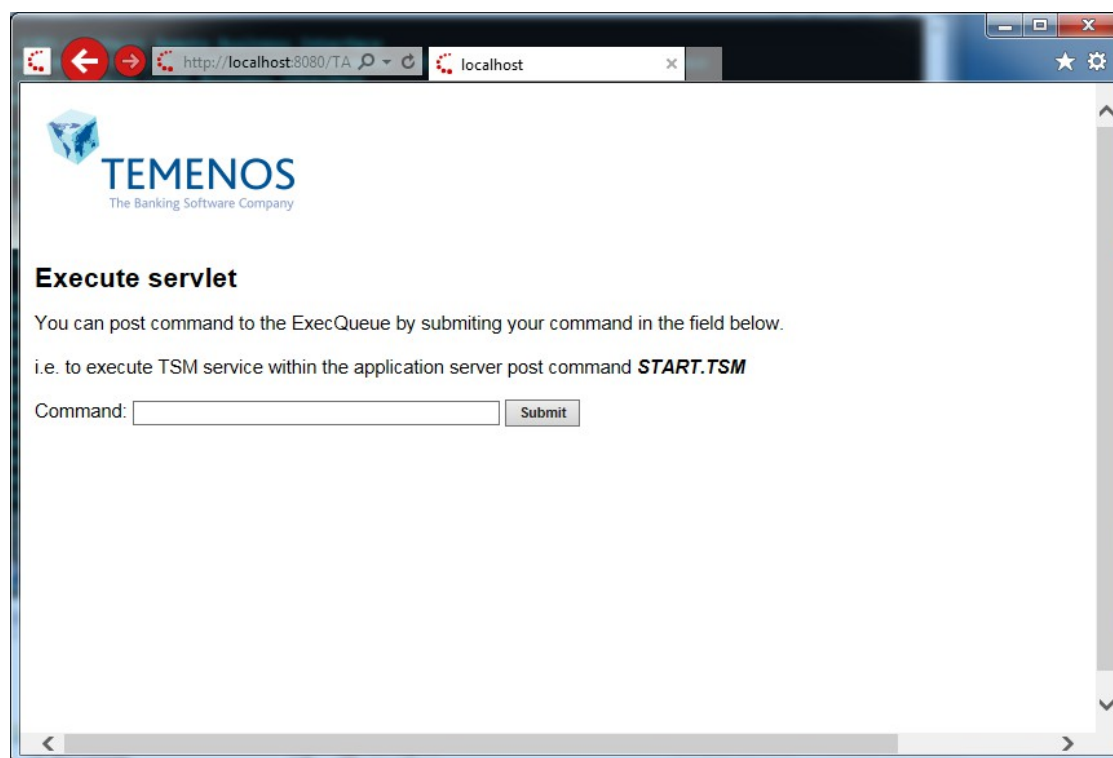 http://localhost:8080/TA
localhost
TEMENOS
The Banking Software Company
Execute servlet
You can post command to the ExecQueue by submiting your command in the field below.
i.e. to execute TSM service within the application server post command START.TSM
Command:
Submit